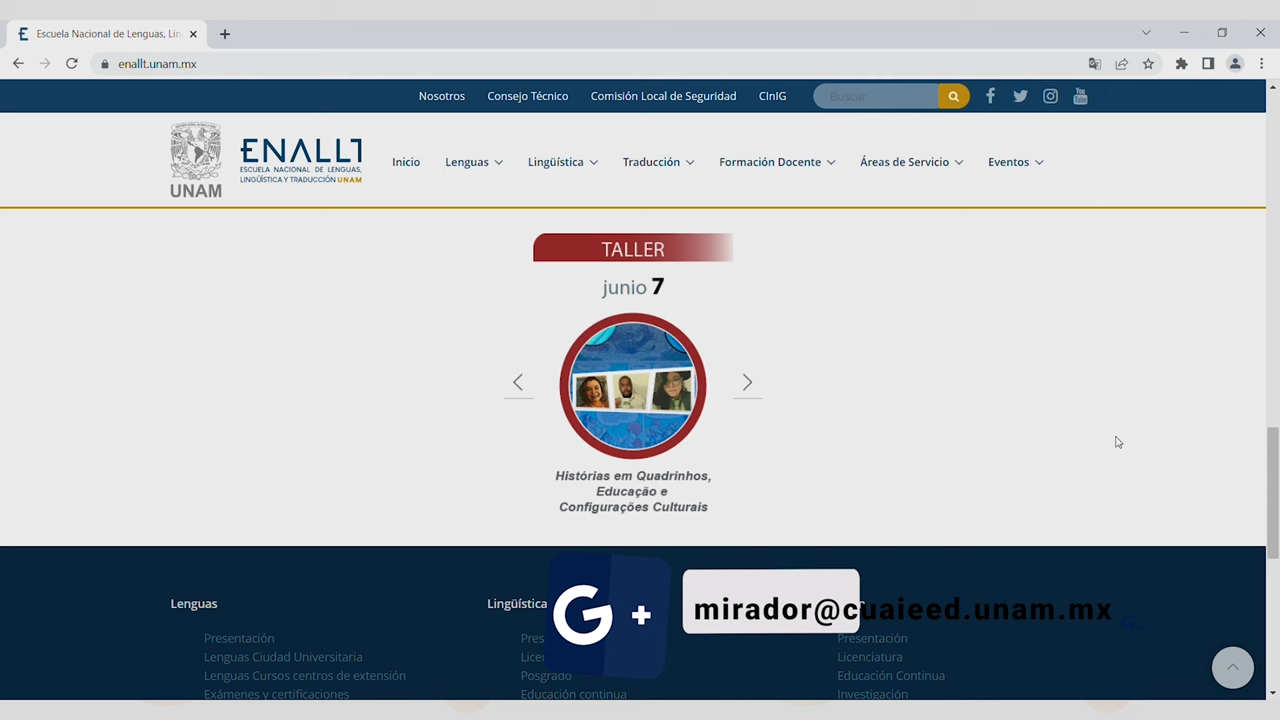 Escuela Nacional de Lenguas, Lin
enallt.unam.mx
Nosotros
Consejo Técnico
Comisión Local de Seguridad
CInIG
Buscar
UNAM
ENALLT
ESCUELA NACIONAL DE LENGUAS,
LINGÜÍSTICA Y TRADUCCIÓN UNAM
Inicio
Lenguas
Lingüística
Traducción
Formación Docente
Áreas de Servicio
Eventos
TALLER
junio 7
Histórias em Quadrinhos,
Educação e
Configurações Culturais
G+
mirador@cuaieed.unam.mx
Lenguas
Presentación
Lenguas Ciudad Universitaria
Lenguas Cursos centros de extensión
Exámenes y certificaciones
Lingüística
Posgrado
Educación continua
Presentación
Licenciatura
Educación Continua
Investigación